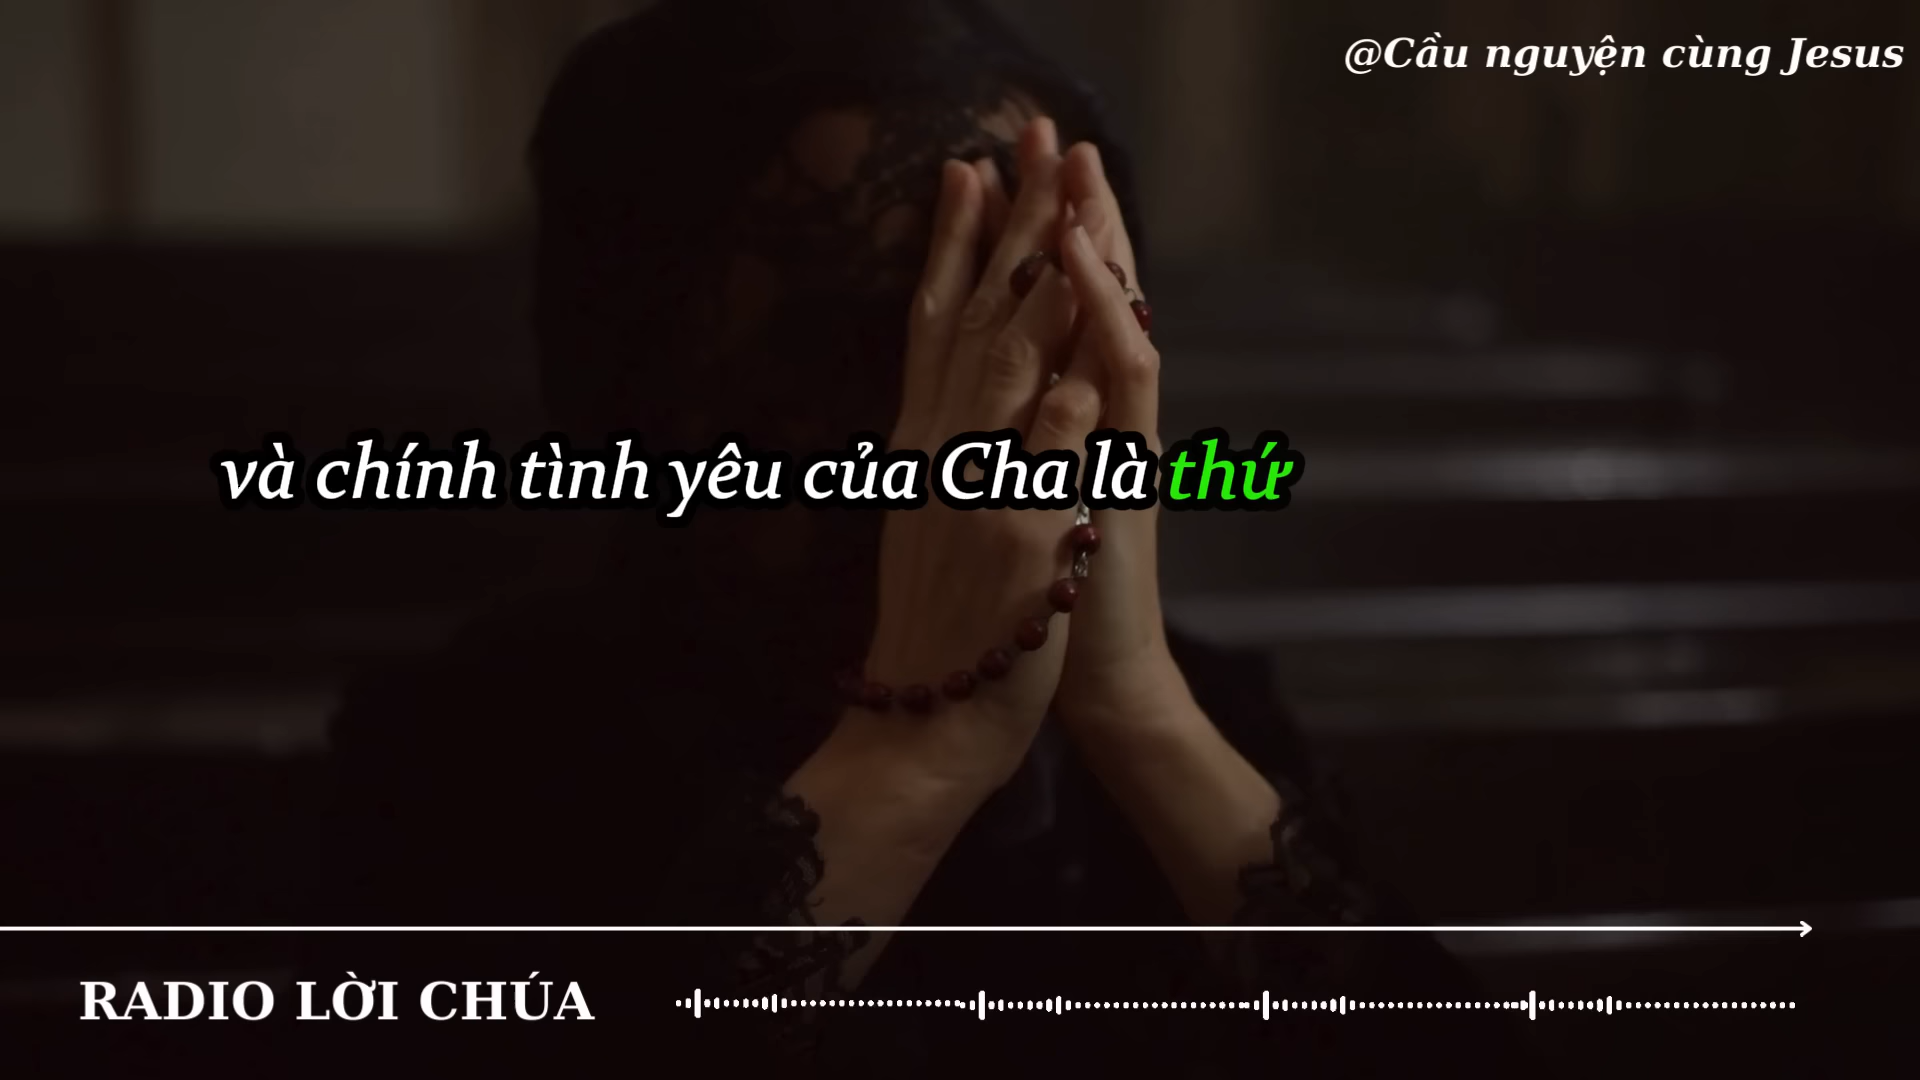 @Cầu nguyện cùng Jesus
và chính tình yêu của Cha là thứ
RADIO LỜI CHÚA